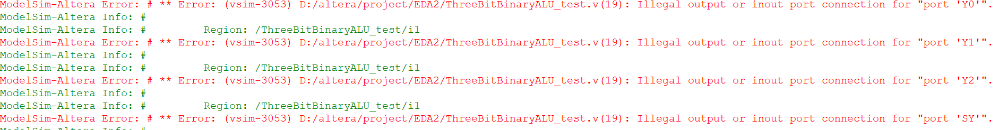 ModelSim-Altera Error: # ** Error: (vsim-3053) D:/altera/project/EDA2/ThreeBitBinaryALU_test.v(19): Illegal output or inout port connection for "port 'Y0'".
ModelSim-Altera Info: #
ModelSim-Altera Info: #         Region: /ThreeBitBinaryALU_test/i1
ModelSim-Altera Error: # ** Error: (vsim-3053) D:/altera/project/EDA2/ThreeBitBinaryALU_test.v(19): Illegal output or inout port connection for "port 'Y1'".
ModelSim-Altera Info: #
ModelSim-Altera Info: #         Region: /ThreeBitBinaryALU_test/i1
ModelSim-Altera Error: # ** Error: (vsim-3053) D:/altera/project/EDA2/ThreeBitBinaryALU_test.v(19): Illegal output or inout port connection for "port 'Y2'".
ModelSim-Altera Info: #
ModelSim-Altera Info: #         Region: /ThreeBitBinaryALU_test/i1
ModelSim-Altera Error: # ** Error: (vsim-3053) D:/altera/project/EDA2/ThreeBitBinaryALU_test.v(19): Illegal output or inout port connection for "port 'SY'".
ModelSim-Altera Info: #